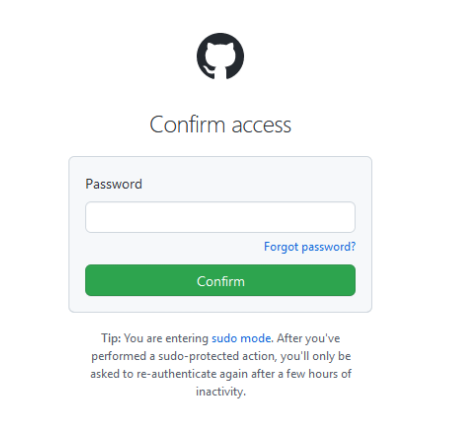 Confirm access
Password
Forgot password?
Confirm
Tip: You are entering sudo mode. After you've
performed a sudo-protected action, you'll only be
asked to re-authenticate again after a few hours of
inactivity.